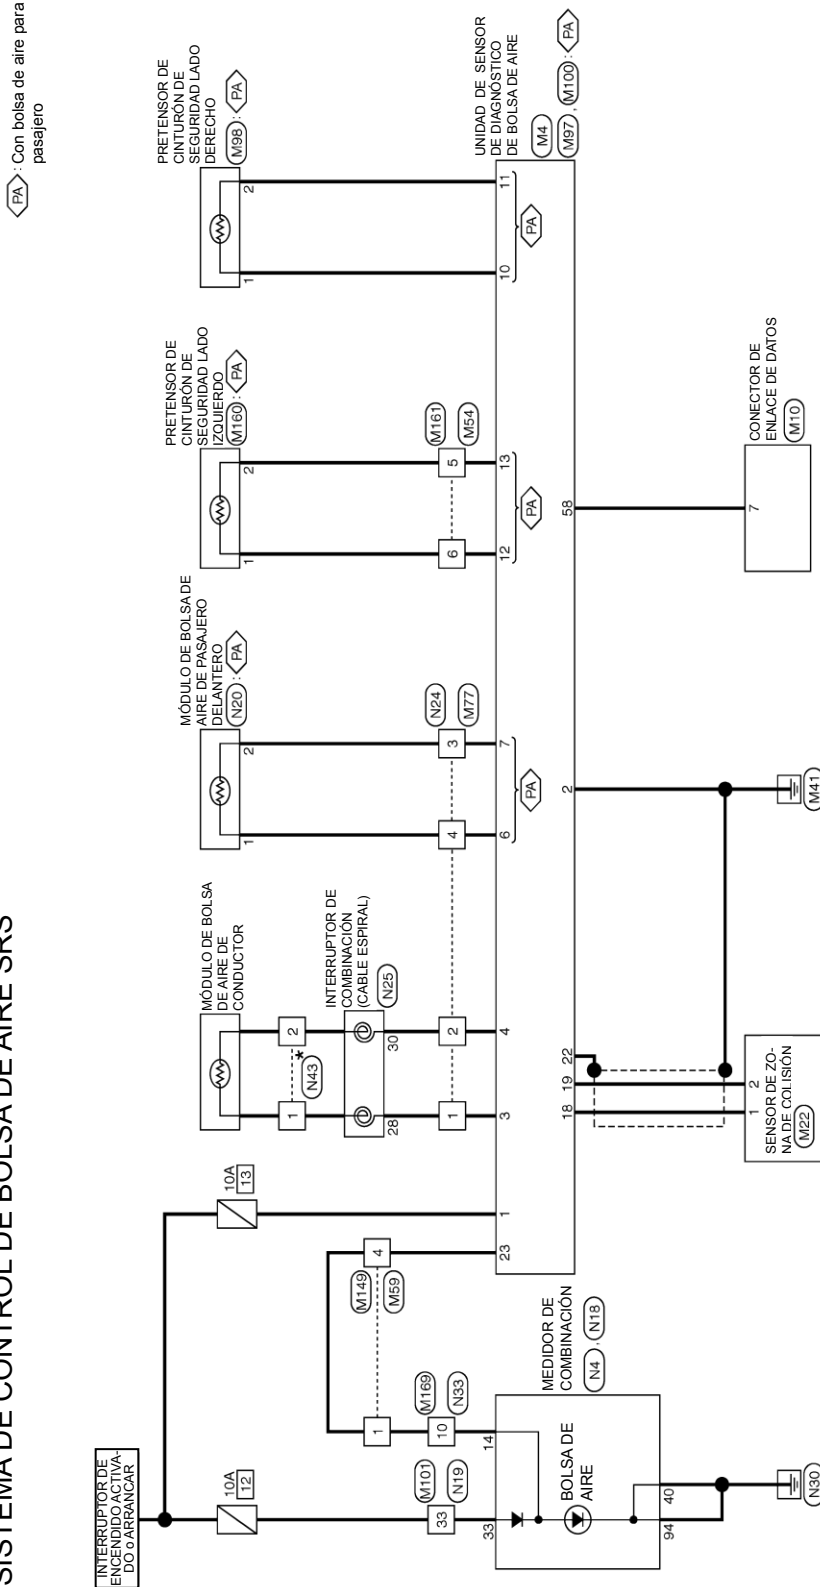 SISTEMA DE CONTROL DE BOLSA DE AIRE SRS
PA : Con bolsa de aire para
pasajero
INTERRUPTOR DE
ENCENDIDO ACTIVA-
DO o ARRANCAR
10A
12
10A
13
M101
33
N19
33
M169
10
N33
14
1
M149
4
M59
23
1
MEDIDOR DE
COMBINACIÓN
N4 , N18
BOLSA DE
AIRE
94
40
N30
MÓDULO DE BOLSA
DE AIRE DE
CONDUCTOR
1
2
*
N43
INTERRUPTOR DE
COMBINACIÓN
(CABLE ESPIRAL)
N25
28
30
1
2
3
4
MÓDULO DE BOLSA DE
AIRE DE PASAJERO
DELANTERO
N20 : PA
1
2
4
3
N24
M77
6
7
PA
PRETENSOR DE
CINTURÓN DE
SEGURIDAD LADO
IZQUIERDO
M160 : PA
1
2
6
5
M161
M54
12
13
PA
PRETENSOR DE
CINTURÓN DE
SEGURIDAD LADO
DERECHO
M98 : PA
1
2
10
11
PA
UNIDAD DE SENSOR
DE DIAGNÓSTICO
DE BOLSA DE AIRE
M4
M97 , M100 : PA
18
19
22
2
58
1
2
SENSOR DE ZO-
NA DE COLISIÓN
M22
M41
7
CONECTOR DE
ENLACE DE DATOS
M10